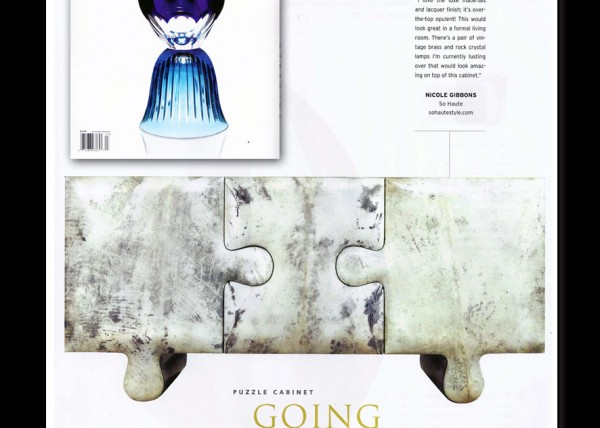 "I love the luxe materials
and lacquer finish; it's over-
the-top opulent! This would
look great in a formal living
room. There's a pair of vin-
tage brass and rock crystal
lamps I'm currently lusting
over that would look amaz-
ing on top of this cabinet."
NICOLE GIBBONS
So Haute
sohautestyle.com
PUZZLE CABINET
GOING